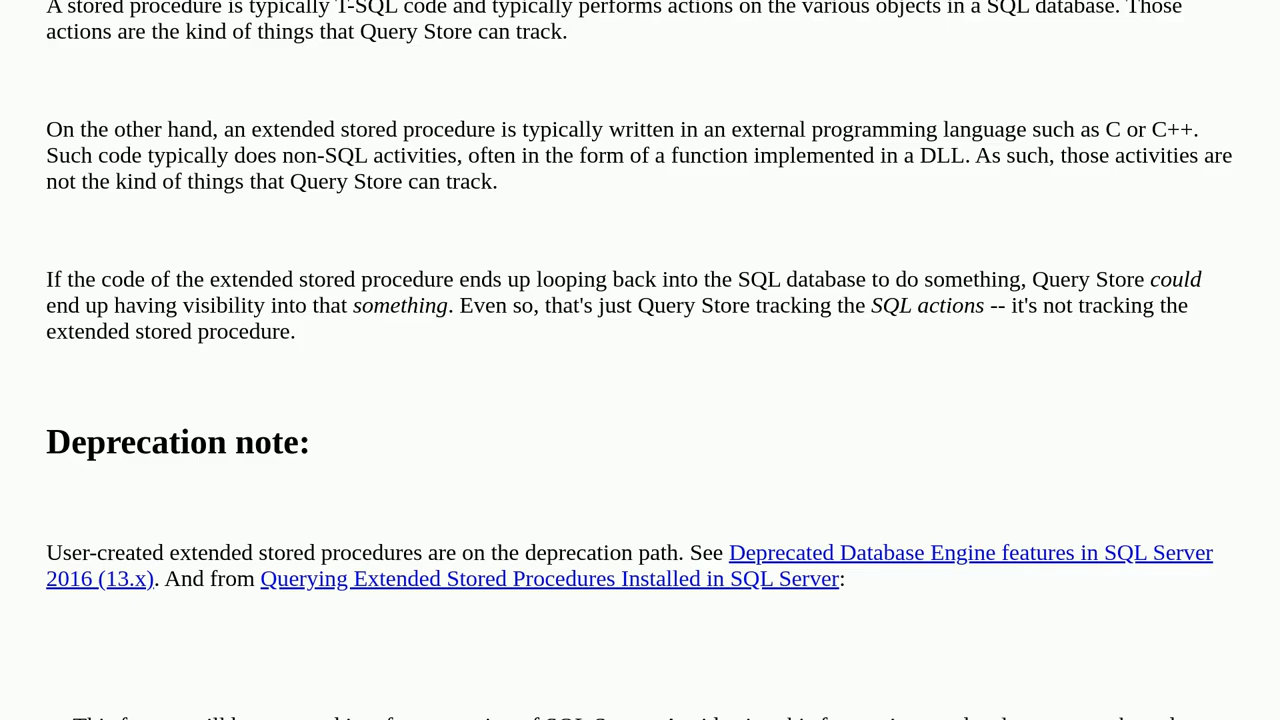 A stored procedure is typically T-SQL code and typically performs actions on the various objects in a SQL database. Those
actions are the kind of things that Query Store can track.
On the other hand, an extended stored procedure is typically written in an external programming language such as C or C++.
Such code typically does non-SQL activities, often in the form of a function implemented in a DLL. As such, those activities are
not the kind of things that Query Store can track.
If the code of the extended stored procedure ends up looping back into the SQL database to do something, Query Store could
end up having visibility into that something. Even so, that's just Query Store tracking the SQL actions -- it's not tracking the
extended stored procedure.
Deprecation note:
User-created extended stored procedures are on the deprecation path. See Deprecated Database Engine features in SQL Server
2016 (13.x). And from Querying Extended Stored Procedures Installed in SQL Server: